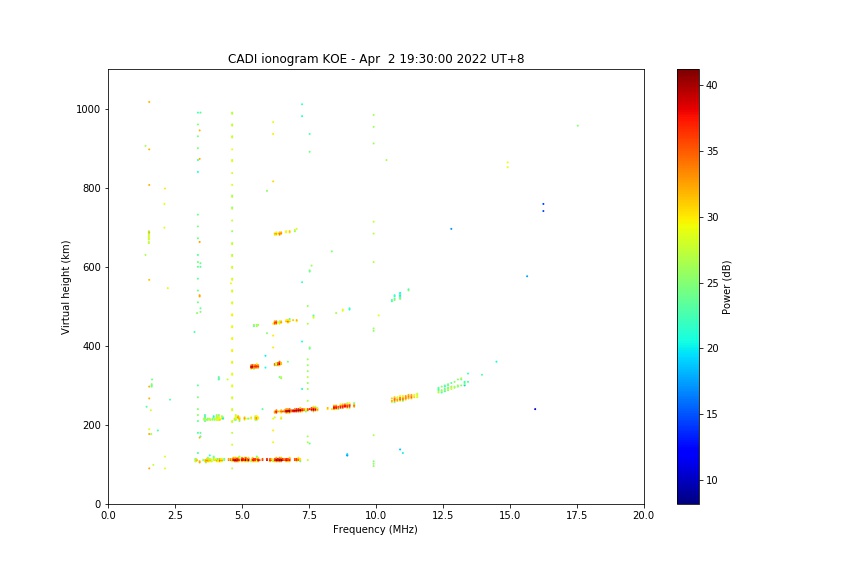 CADI ionogram KOE - Apr  2 19:30:00 2022 UT+8
Virtual height (km)
1000
800
600
400
200
0
0.0 2.5 5.0 7.5 10.0 12.5 15.0 17.5 20.0
Frequency (MHz)
40
35
30
25
20
15
10
Power (dB)